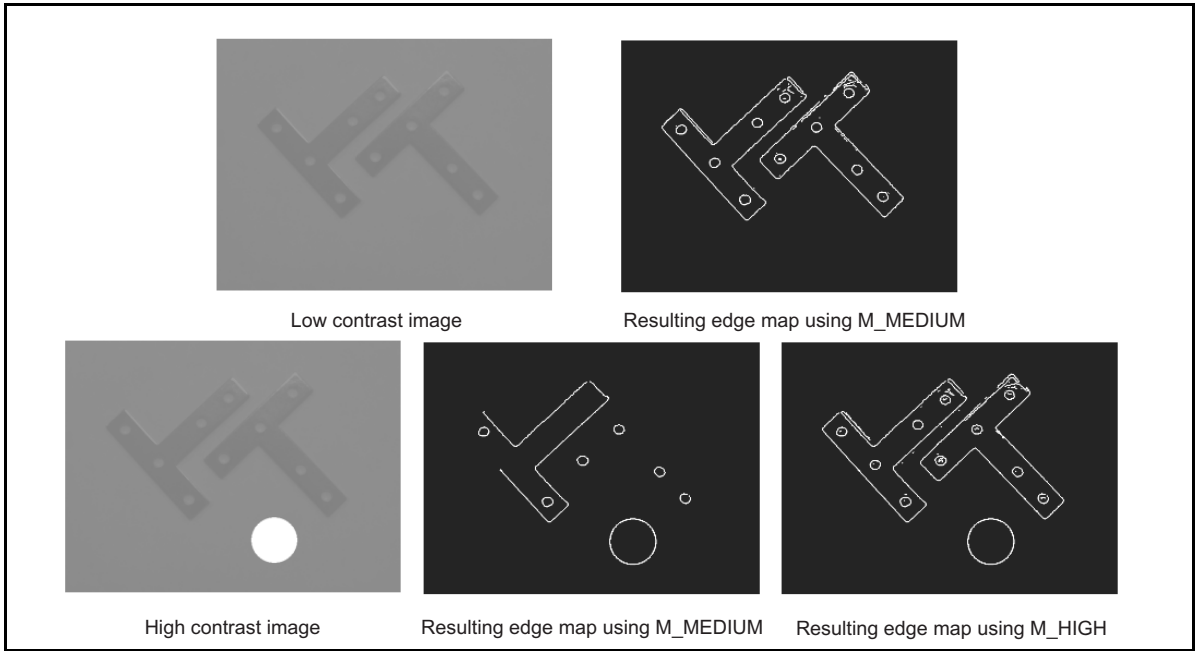 Low contrast image
Resulting edge map using M_MEDIUM
High contrast image
Resulting edge map using M_MEDIUM
Resulting edge map using M_HIGH